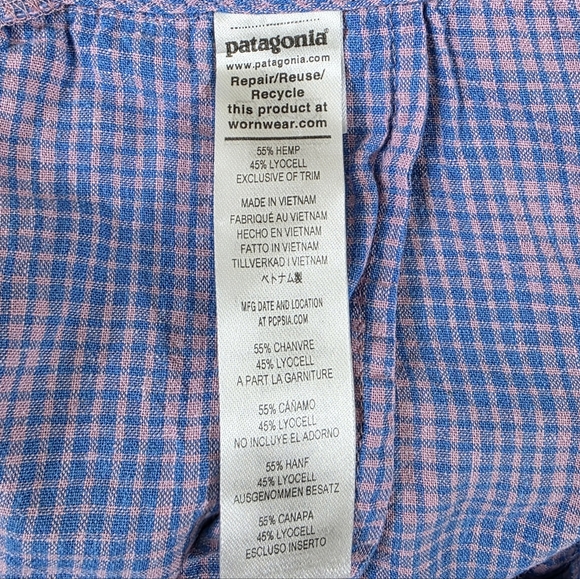 patagonia®
www.patagonia.com
Repair/Reuse/
Recycle
this product at
wornwear.com
55% HEMP
45% LYOCELL
EXCLUSIVE OF TRIM
MADE IN VIETNAM
FABRIQUÉ AU VIETNAM
HECHO EN VIETNAM
FATTO IN VIETNAM
TILLVERKAD I VIETNAM
ベトナム製
MFG DATE AND LOCATION
AT PCPSIA.COM
55% CHANVRE
45% LYOCELL
A PART LA GARNITURE
55% CÁÑAMO
45% LYOCELL
NO INCLUYE EL ADORNO
55% HANF
45% LYOCELL
AUSGENOMMEN BESATZ
55% CANAPA
45% LYOCELL
ESCLUSO INSERTO